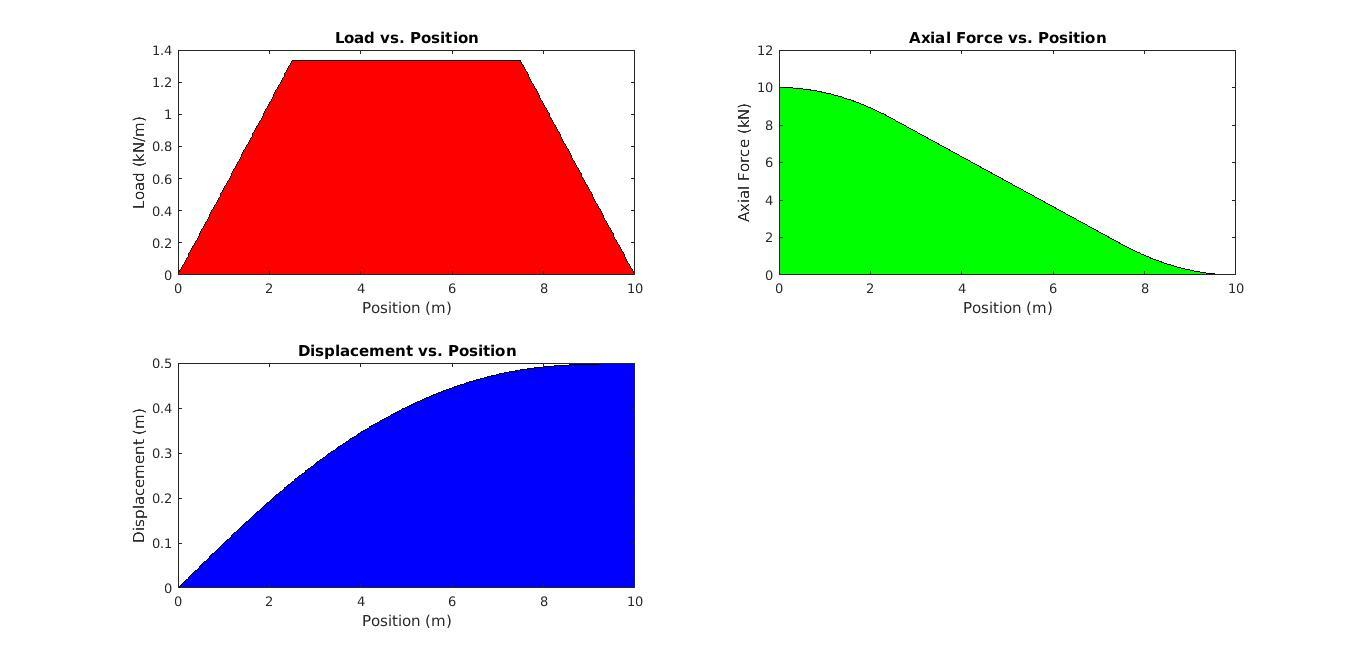 Load vs. Position
1.4
1.2
1
0.8
0.6
0.4
0.2
0
Load (kN/m)
0 2 4 6 8 10
Position (m)
Axial Force vs. Position
12
10
8
6
4
2
0
Axial Force (kN)
0 2 4 6 8 10
Position (m)
Displacement vs. Position
0.5
0.4
0.3
0.2
0.1
0
Displacement (m)
0 2 4 6 8 10
Position (m)